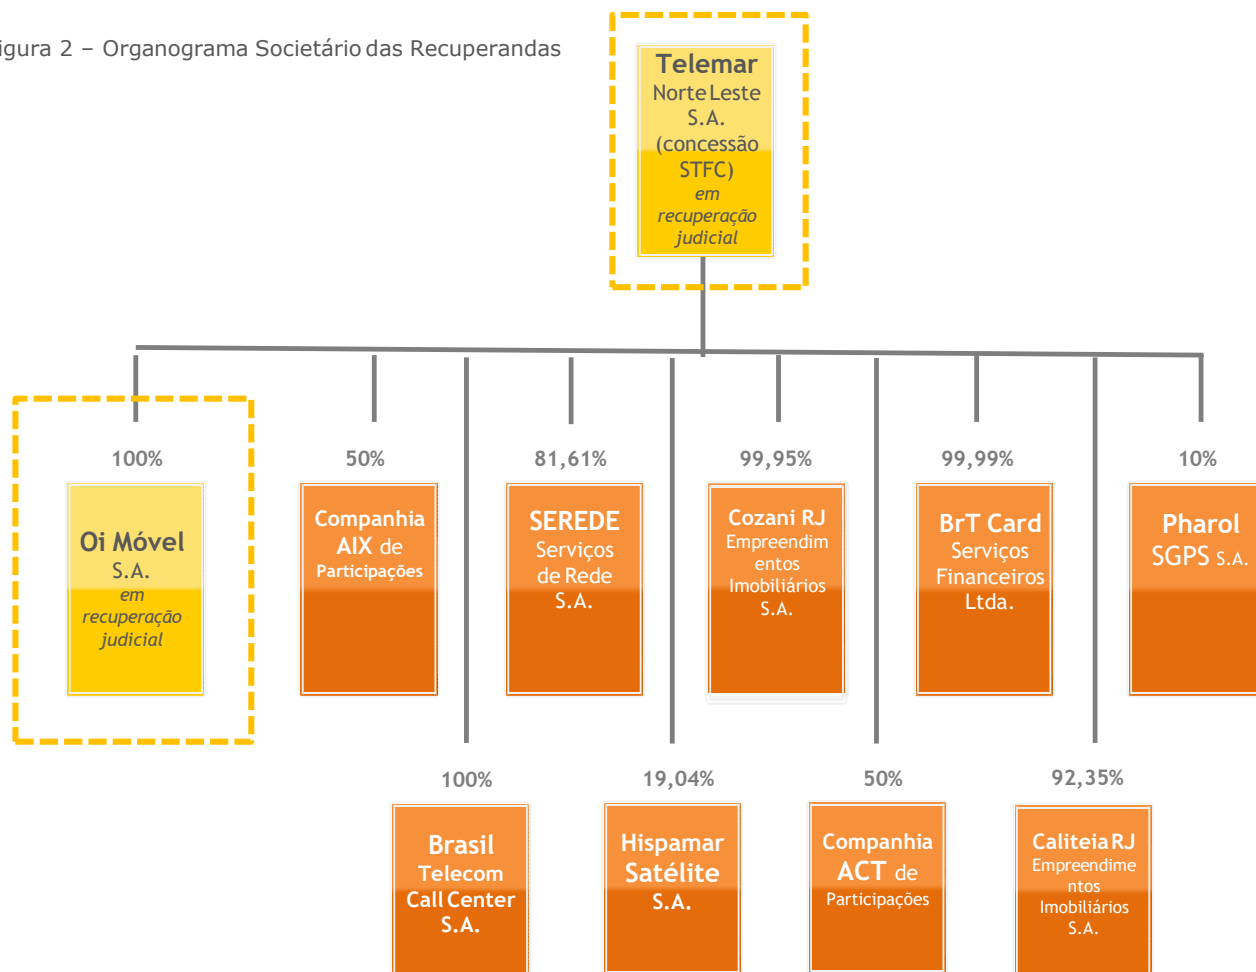 igura 2 – Organograma Societário das Recuperandas
Telemar
Norte Leste
S.A.
(concessão
STFC)
em
recuperação
judicial
100%
50%
81,61%
99,95%
99,99%
10%
Oi Móvel
S.A.
em
recuperação
judicial
Companhia
AIX de
Participações
SEREDE
Serviços
de Rede
S.A.
Cozani RJ
Empreendim
entos
Imobiliários
S.A.
BrT Card
Serviços
Financeiros
Ltda.
Pharol
SGPS S.A.
100%
19,04%
50%
92,35%
Brasil
Telecom
Call Center
S.A.
Hispamar
Satélite
S.A.
Companhia
ACT de
Participações
Caliteia RJ
Empreendime
ntos
Imobiliários
S.A.